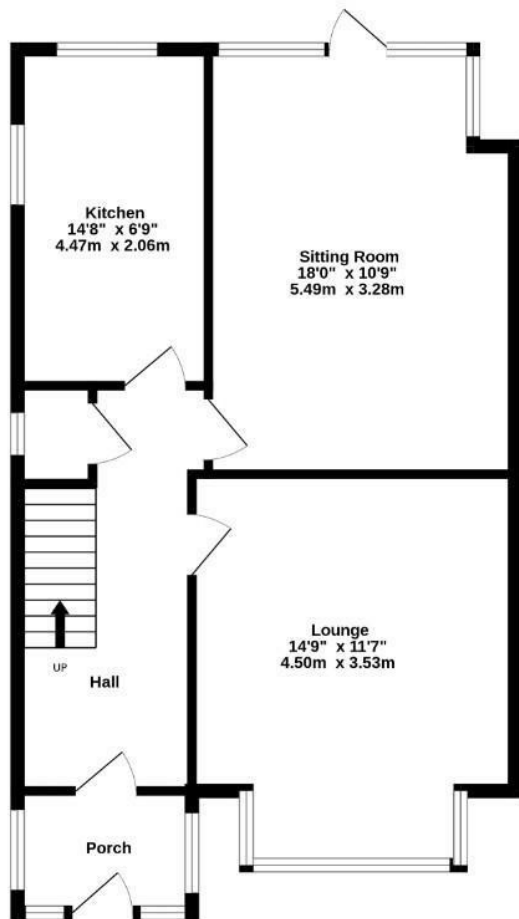 Kitchen
14'8" x 6'9"
4.47m x 2.06m
Sitting Room
18'0" x 10'9"
5.49m x 3.28m
Lounge
14'9" x 11'7"
4.50m x 3.53m
UP
Hall
Porch